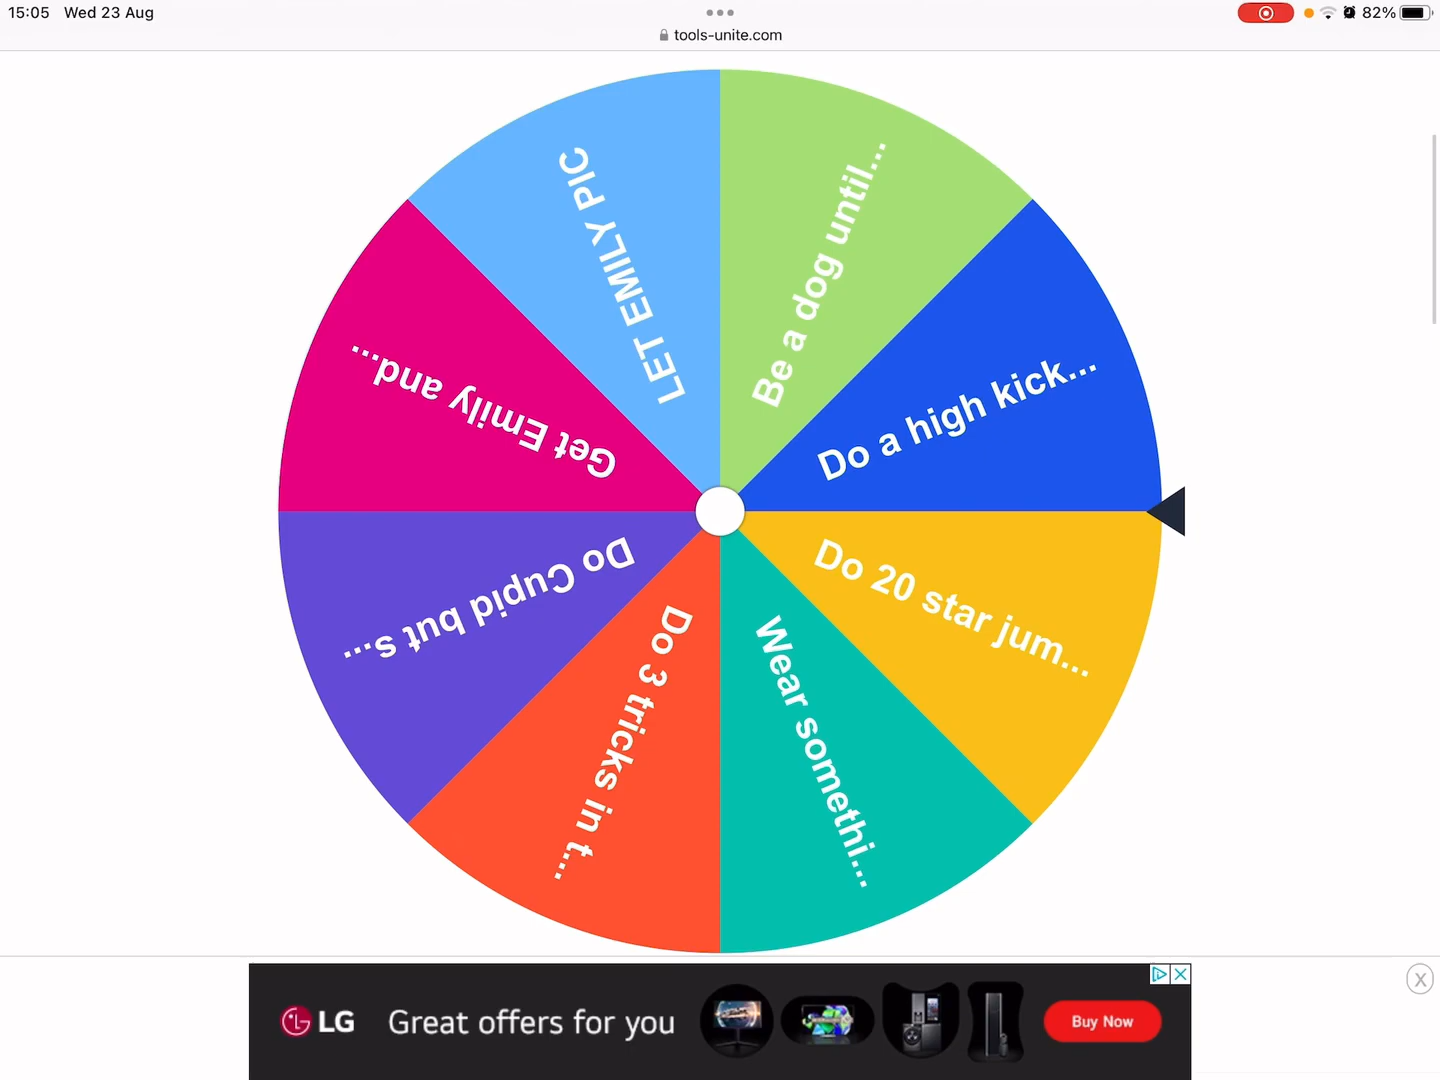 15:05 Wed 23 Aug
82%
tools-unite.com
LET EMILY PIC
Be a dog until...
Do a high kick...
Do 20 star jum...
Wear somethi...
Do 3 tricks in t...
Do Cupid but s...
Get Emily and...
LG Great offers for you
Buy Now
X